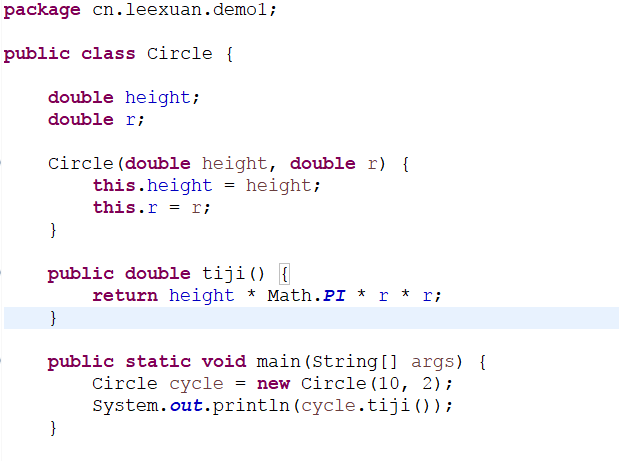 package cn.leexuan.demo1;
public class Circle {
double height;
double r;
Circle(double height, double r) {
this.height = height;
this.r = r;
}
public double tiji() {
return height * Math.PI * r * r;
}
public static void main(String[] args) {
Circle cycle = new Circle(10, 2);
System.out.println(cycle.tiji());
}